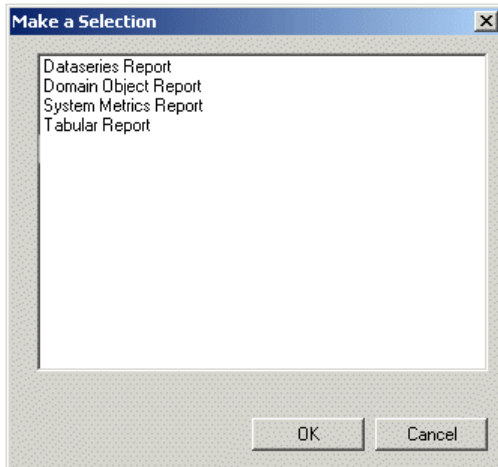 Make a Selection
Dataseries Report
Domain Object Report
System Metrics Report
Tabular Report
OK
Cancel